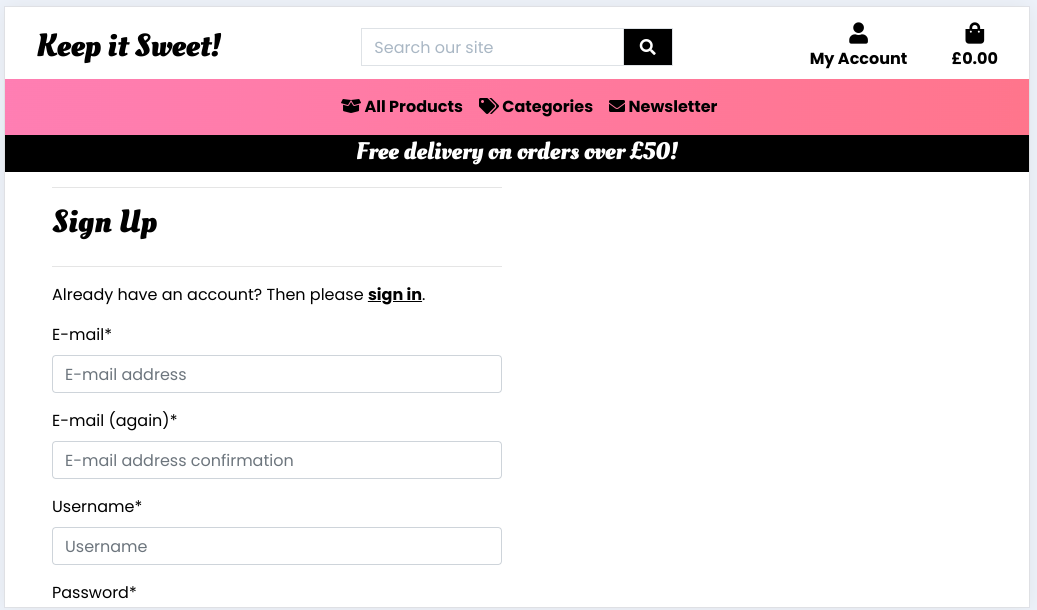 Keep it Sweet!
Search our site
My Account
£0.00
All Products Categories Newsletter
Free delivery on orders over £50!
Sign Up
Already have an account? Then please sign in.
E-mail*
E-mail address
E-mail (again)*
E-mail address confirmation
Username*
Username
Password*